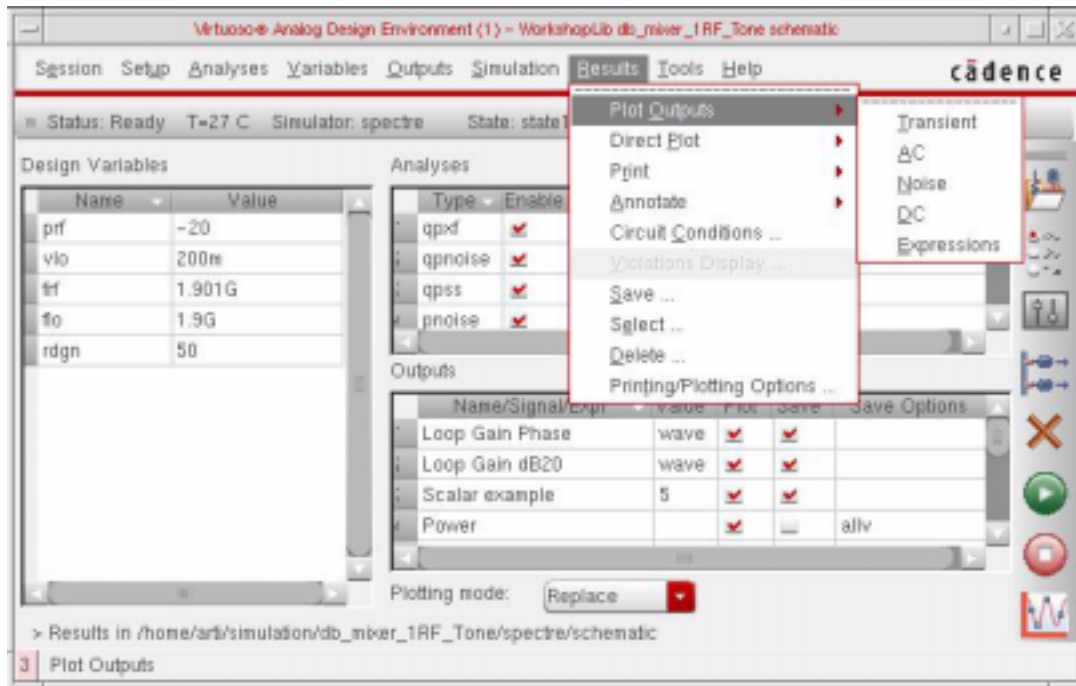 Virtuoso® Analog Design Environment (1) - WorkshopLib db_mixer_1RF_Tone schematic
Session Setup Analyses Variables Outputs Simulation Results Tools Help cādence
Status: Ready T=27 C Simulator: spectre State: state1
Plot Outputs
Direct Plot
Print
Annotate
Circuit Conditions ...
Violations Display ...
Save ...
Select ...
Delete ...
Printing/Plotting Options ...
Transient
AC
Noise
DC
Expressions
Design Variables
Name Value
prf -20
vlo 200m
frf 1.901G
flo 1.9G
rdgn 50
Analyses
Type Enable
qpxf
qpnoise
qpss
pnoise
Outputs
Name/Signal/Expr Value Plot Save Save Options
Loop Gain Phase wave
Loop Gain dB20 wave
Scalar example 5
Power allv
Plotting mode: Replace
> Results in /home/arti/simulation/db_mixer_1RF_Tone/spectre/schematic
3 Plot Outputs